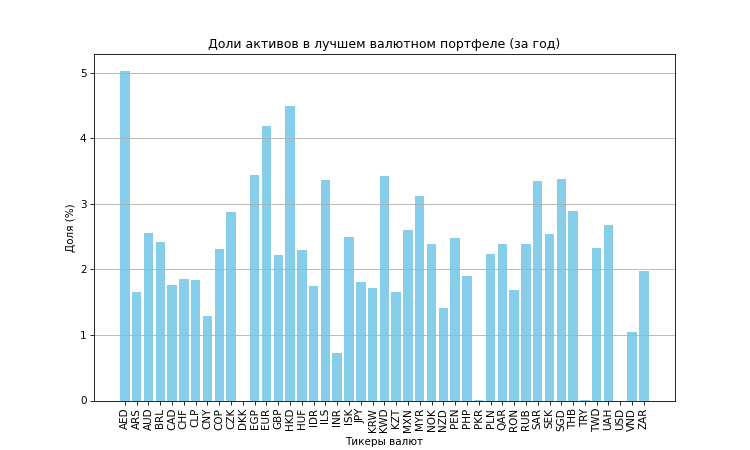 Доли активов в лучшем валютном портфеле (за год)
Доля (%)
5
4
3
2
1
0
AED ARS AUD BRL CAD CHF CLP CNY COP CZK DKK EGP EUR GBP HKD HUF IDR ILS INR ISK JPY KRW KWD KZT MXN MYR NOK NZD PEN PHP PKR PLN QAR RON RUB SAR SEK SGD THB TRY TWD UAH USD VND ZAR
Тикеры валют